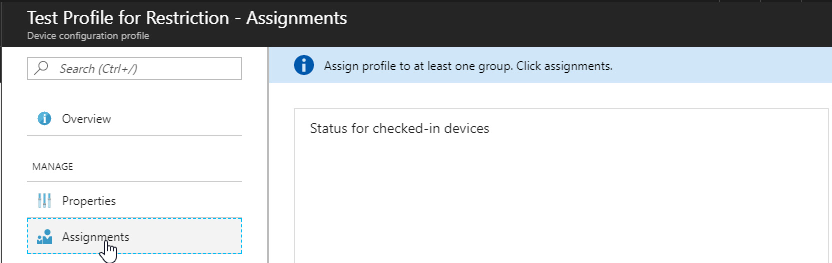 Test Profile for Restriction - Assignments
Device configuration profile
Search (Ctrl+/)
Assign profile to at least one group. Click assignments.
Overview
Status for checked-in devices
MANAGE
Properties
Assignments